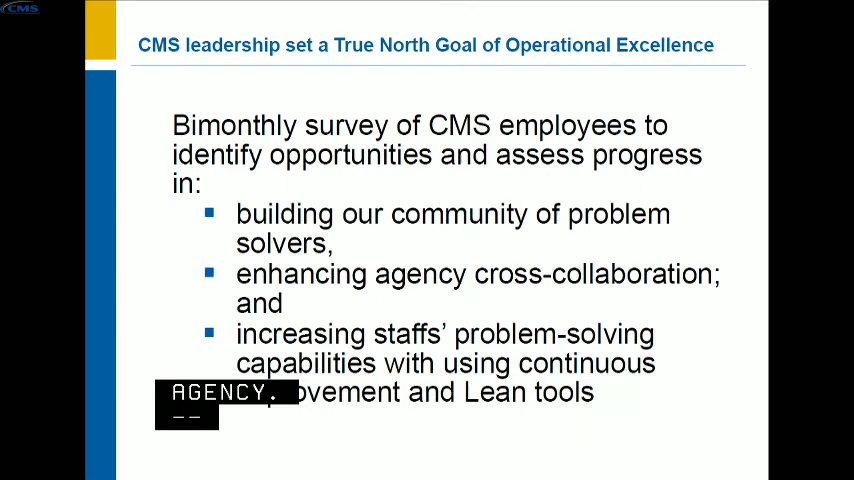 CMS
CMS leadership set a True North Goal of Operational Excellence
Bimonthly survey of CMS employees to
identify opportunities and assess progress
in:
building our community of problem
solvers,
enhancing agency cross-collaboration;
and
increasing staffs' problem-solving
capabilities with using continuous
AGENCY.
and Lean tools
--